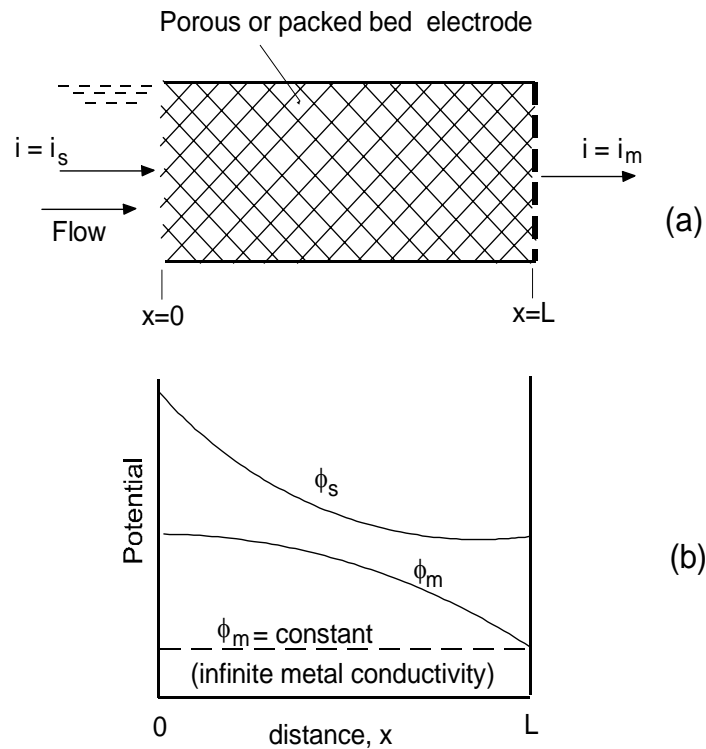 Porous or packed bed electrode
i = i_s
i = i_m
Flow
(a)
x=0
x=L
Potential
ϕ_s
ϕ_m
(b)
ϕ_m = constant
(infinite metal conductivity)
0
L
distance, x